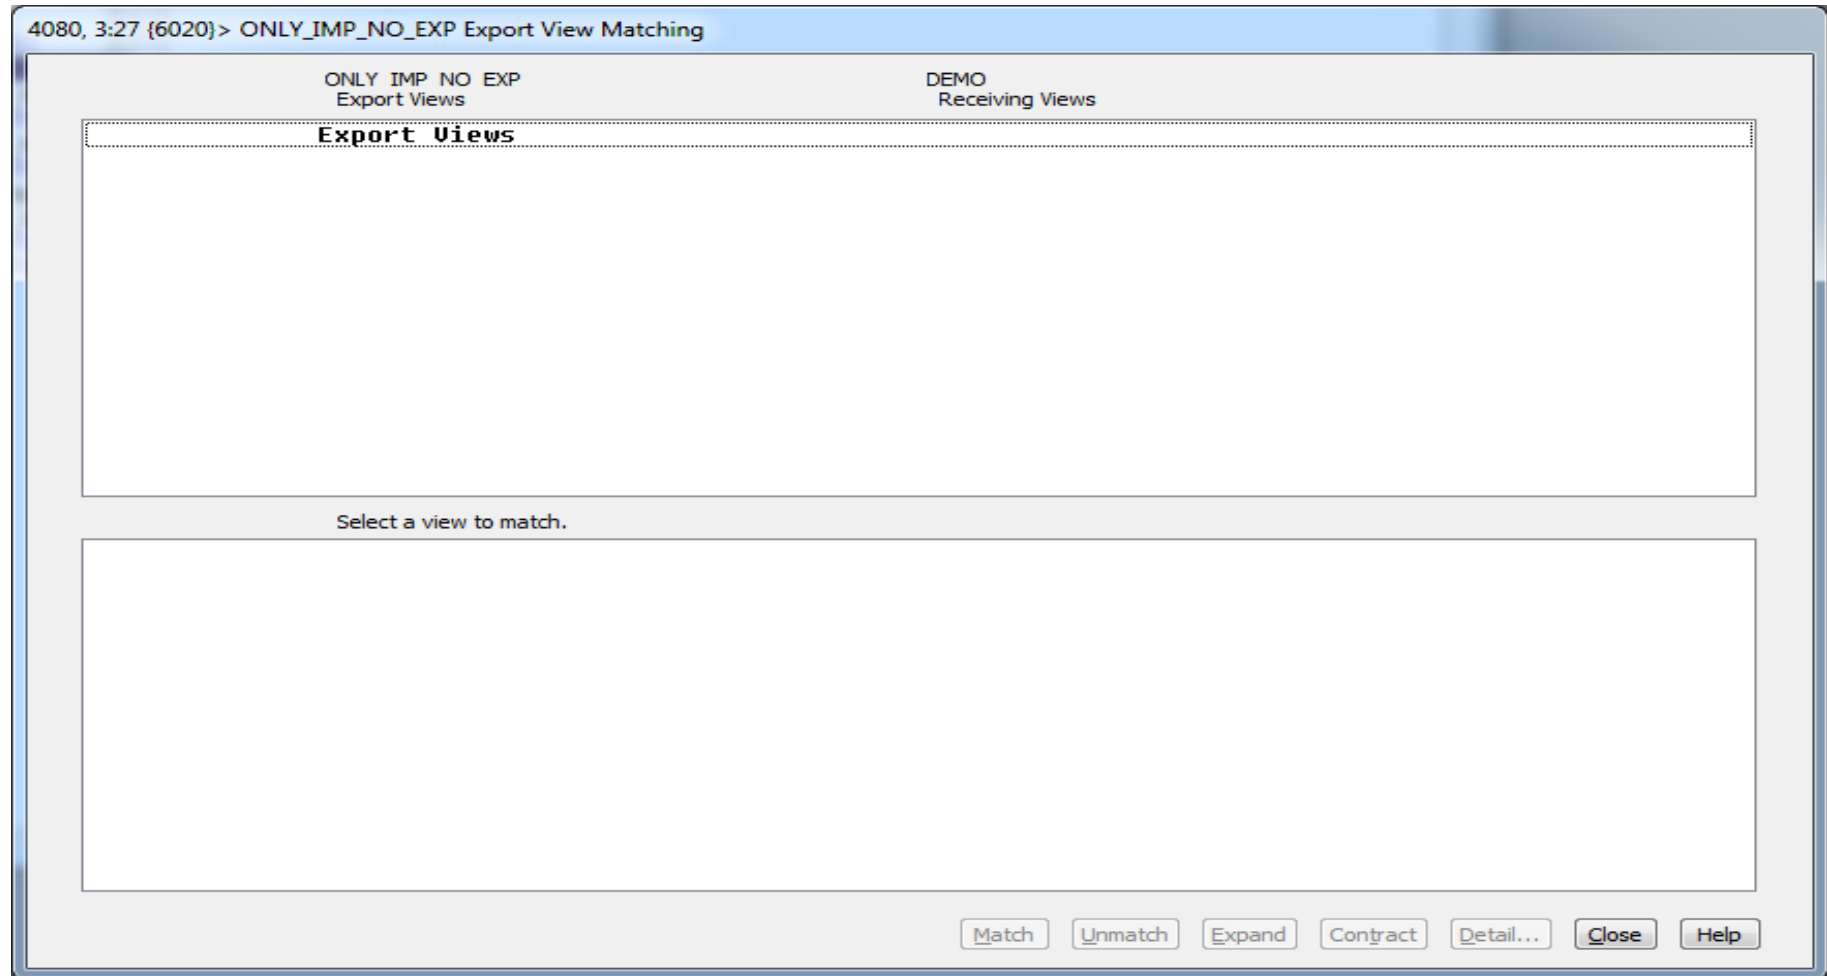 4080, 3:27 {6020}> ONLY_IMP_NO_EXP Export View Matching
ONLY IMP NO EXP DEMO
Export Views Receiving Views
Export Views
Select a view to match.
Match Unmatch Expand Contract Detail... Close Help